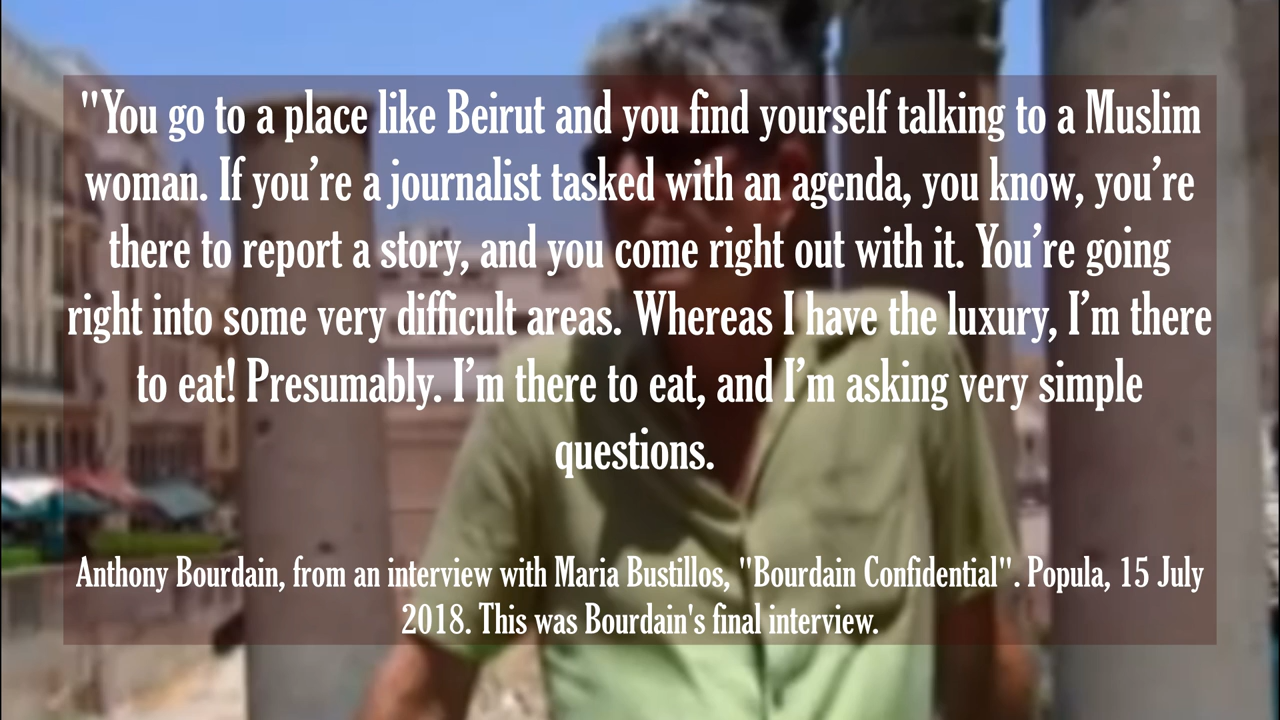 "You go to a place like Beirut and you find yourself talking to a Muslim
woman. If you’re a journalist tasked with an agenda, you know, you’re
there to report a story, and you come right out with it. You’re going
right into some very difficult areas. Whereas I have the luxury, I’m there
to eat! Presumably. I’m there to eat, and I’m asking very simple
questions.
Anthony Bourdain, from an interview with Maria Bustillos, "Bourdain Confidential". Popula, 15 July
2018. This was Bourdain's final interview.